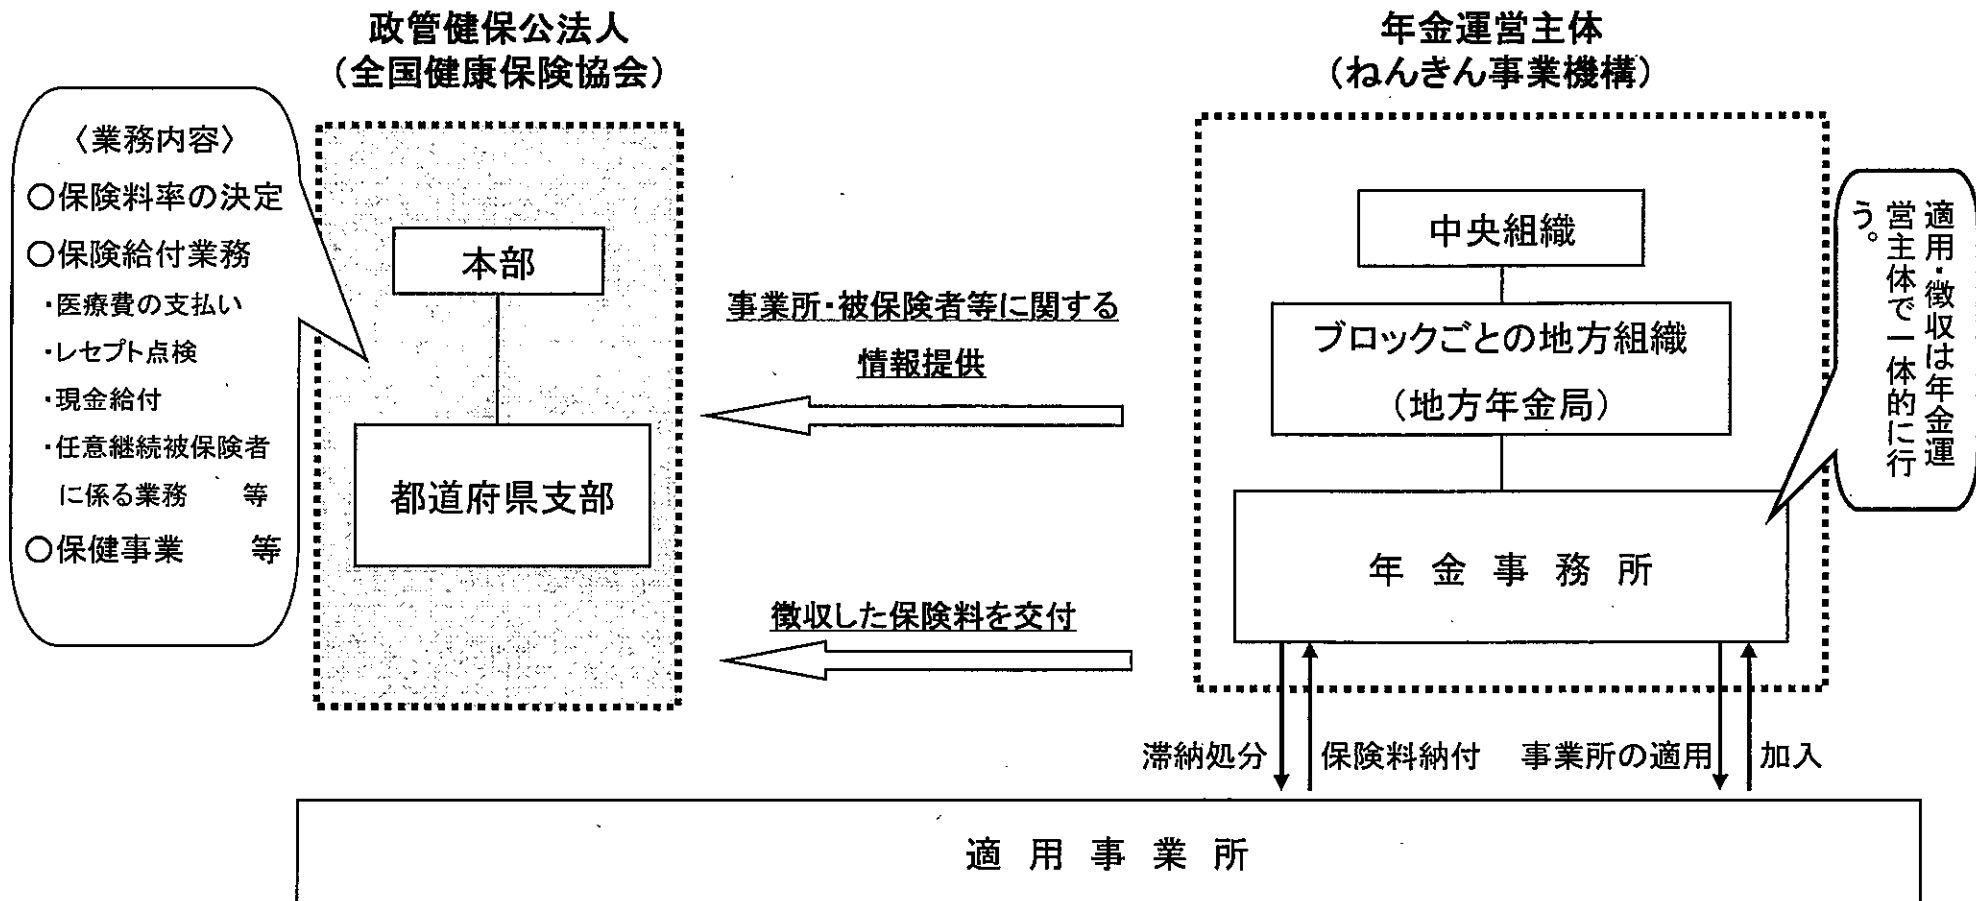 政管健保公法人
（全国健康保険協会）
年金運営主体
（ねんきん事業機構）
〈業務内容〉
○保険料率の決定
○保険給付業務
・医療費の支払い
・レセプト点検
・現金給付
・任意継続被保険者
に係る業務　等
○保健事業　等
本部
都道府県支部
事業所・被保険者等に関する
情報提供
徴収した保険料を交付
中央組織
ブロックごとの地方組織
（地方年金局）
年金事務所
適用・徴収は年金運
営主体で一体的に行
う。
滞納処分
保険料納付
事業所の適用
加入
適用事業所